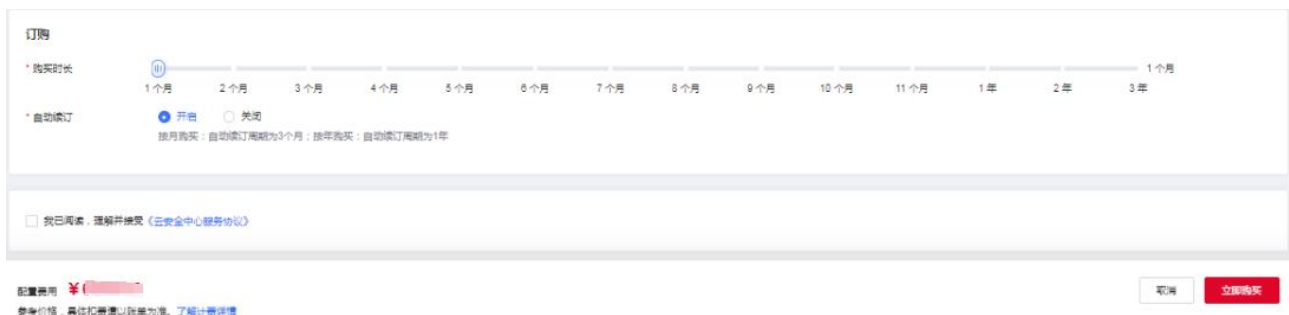 订购
* 购买时长
1个月
1个月 2个月 3个月 4个月 5个月 6个月 7个月 8个月 9个月 10个月 11个月 1年 2年 3年
* 自动续订 开启 关闭
按月购买：自动续订周期为3个月；按年购买：自动续订周期为1年
我已阅读，理解并接受《云安全中心服务协议》
配置费用 ¥
取消 立即购买
参考价格，具体扣费请以账单为准。了解计费详情